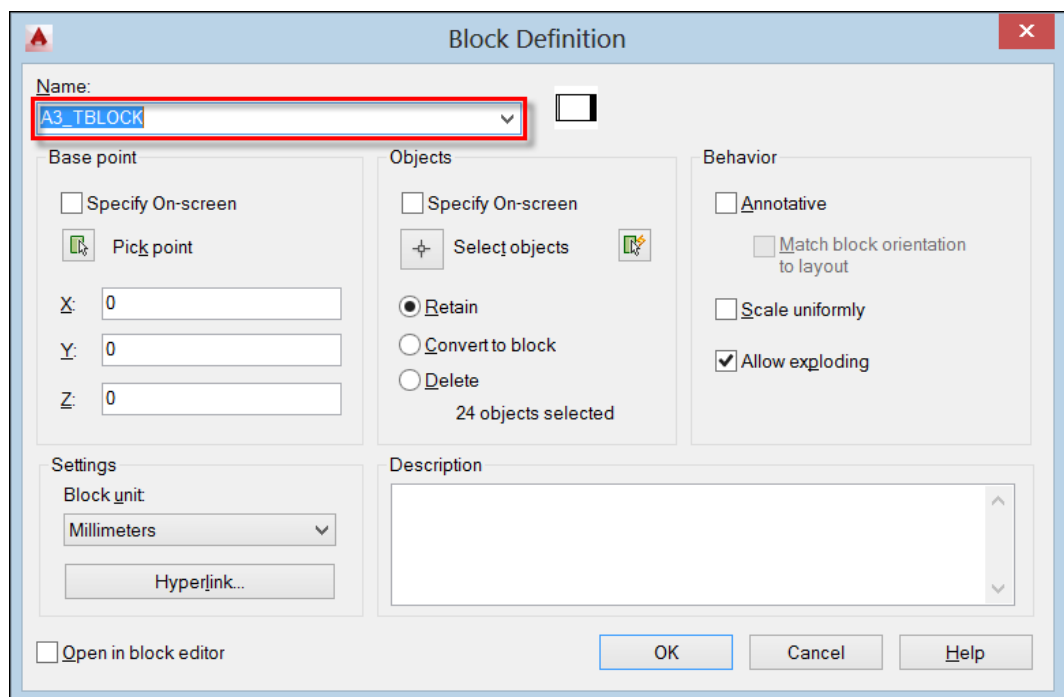 Block Definition
Name:
A3_TBLOCK
Base point
Specify On-screen
Pick point
X: 0
Y: 0
Z: 0
Objects
Specify On-screen
Select objects
Retain
Convert to block
Delete
24 objects selected
Behavior
Annotative
Match block orientation
to layout
Scale uniformly
Allow exploding
Settings
Block unit:
Millimeters
Hyperlink...
Description
Open in block editor
OK
Cancel
Help